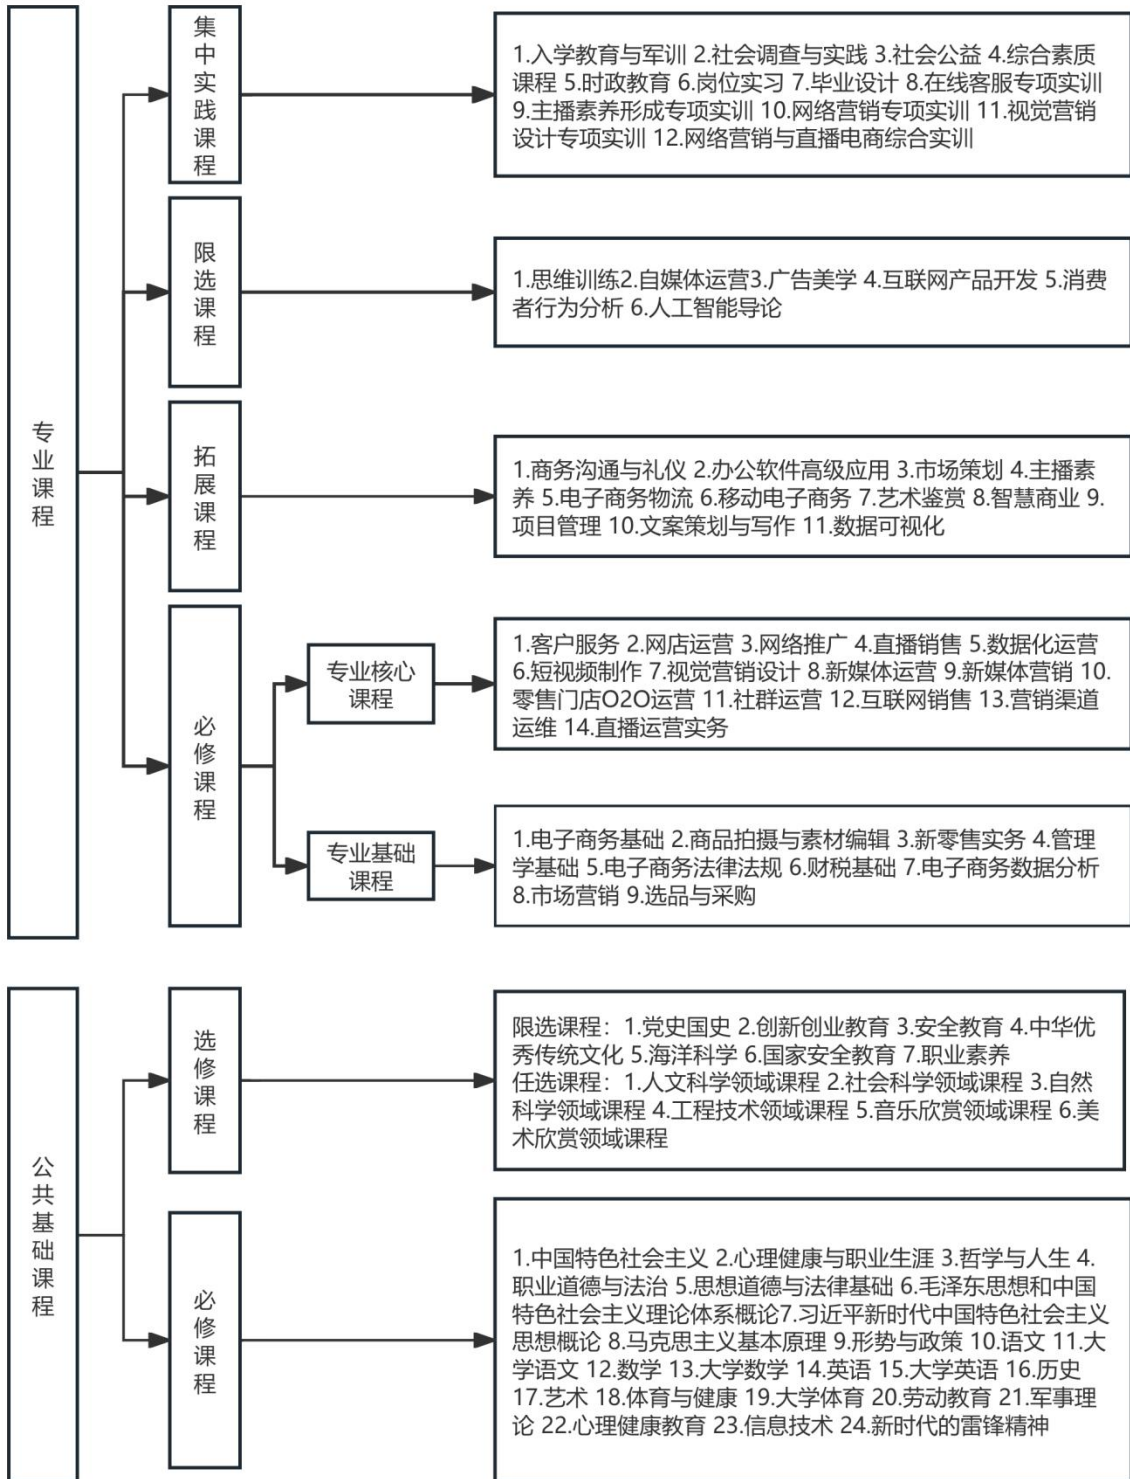 专业课程
集中实践课程
1.入学教育与军训 2.社会调查与实践 3.社会公益 4.综合素质
课程 5.时政教育 6.岗位实习 7.毕业设计 8.在线客服专项实训
9.主播素养形成专项实训 10.网络营销专项实训 11.视觉营销
设计专项实训 12.网络营销与直播电商综合实训
限选课程
1.思维训练2.自媒体运营3.广告美学 4.互联网产品开发 5.消费
者行为分析 6.人工智能导论
拓展课程
1.商务沟通与礼仪 2.办公软件高级应用 3.市场策划 4.主播素
养 5.电子商务物流 6.移动电子商务 7.艺术鉴赏 8.智慧商业 9.
项目管理 10.文案策划与写作 11.数据可视化
必修课程
专业核心
课程
1.客户服务 2.网店运营 3.网络推广 4.直播销售 5.数据化运营
6.短视频制作 7.视觉营销设计 8.新媒体运营 9.新媒体营销 10.
零售门店O2O运营 11.社群运营 12.互联网销售 13.营销渠道
运维 14.直播运营实务
专业基础
课程
1.电子商务基础 2.商品拍摄与素材编辑 3.新零售实务 4.管理
学基础 5.电子商务法律法规 6.财税基础 7.电子商务数据分析
8.市场营销 9.选品与采购
公共基础课程
选修课程
限选课程：1.党史国史 2.创新创业教育 3.安全教育 4.中华优
秀传统文化 5.海洋科学 6.国家安全教育 7.职业素养
任选课程：1.人文科学领域课程 2.社会科学领域课程 3.自然
科学领域课程 4.工程技术领域课程 5.音乐欣赏领域课程 6.美
术欣赏领域课程
必修课程
1.中国特色社会主义 2.心理健康与职业生涯 3.哲学与人生 4.
职业道德与法治 5.思想道德与法律基础 6.毛泽东思想和中国
特色社会主义理论体系概论7.习近平新时代中国特色社会主义
思想概论 8.马克思主义基本原理 9.形势与政策 10.语文 11.大
学语文 12.数学 13.大学数学 14.英语 15.大学英语 16.历史
17.艺术 18.体育与健康 19.大学体育 20.劳动教育 21.军事理
论 22.心理健康教育 23.信息技术 24.新时代的雷锋精神